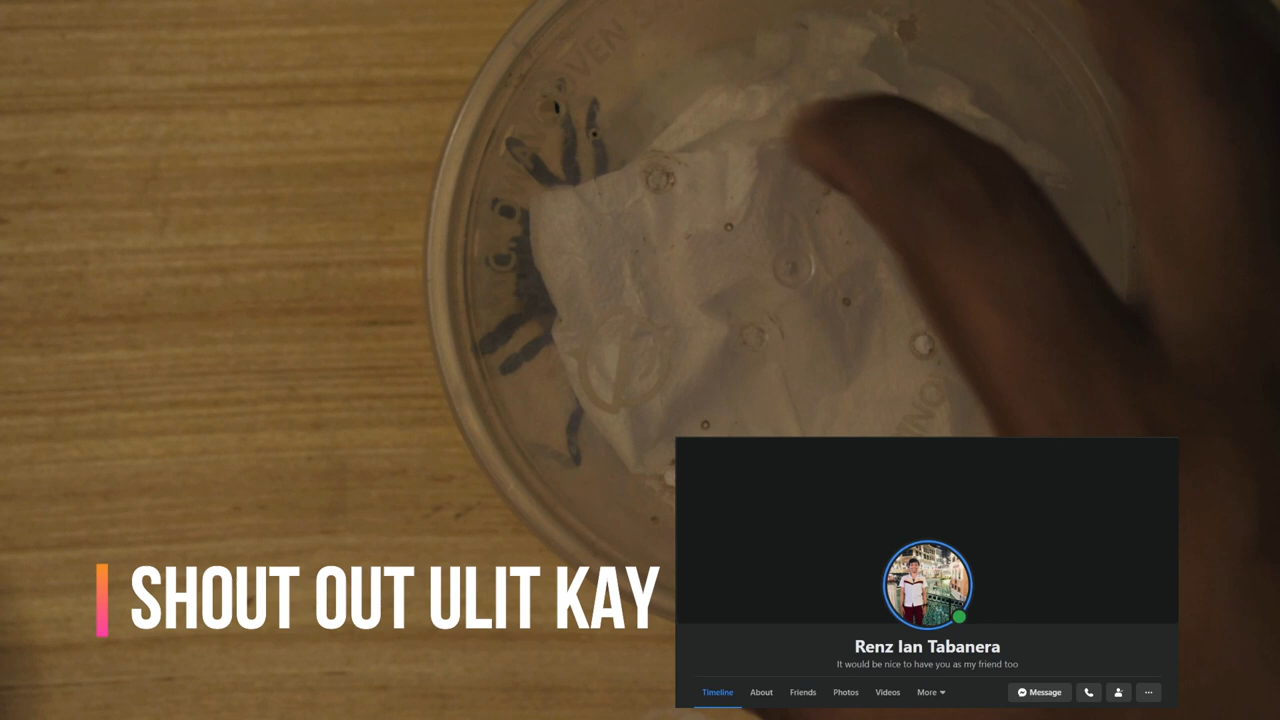 SHOUT OUT ULIT KAY
Renz Ian Tabanera
It would be nice to have you as my friend too
Timeline
About
Friends
Photos
Videos
More
Message